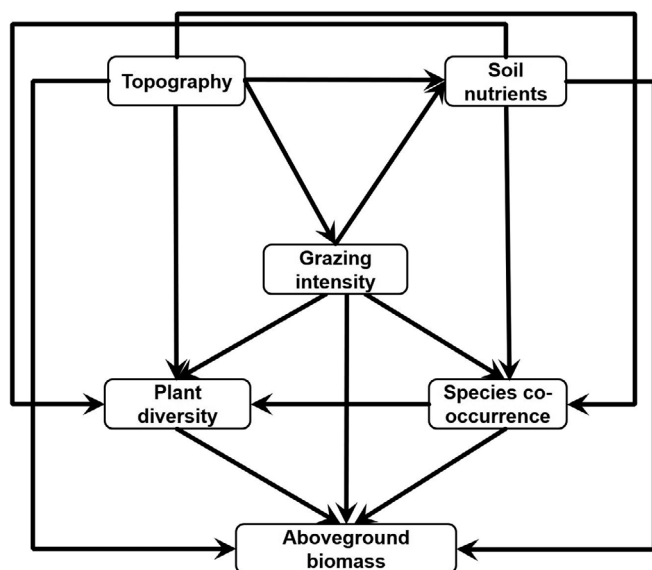 Topography
Soil
nutrients
Grazing
intensity
Plant
diversity
Species co-
occurrence
Aboveground
biomass